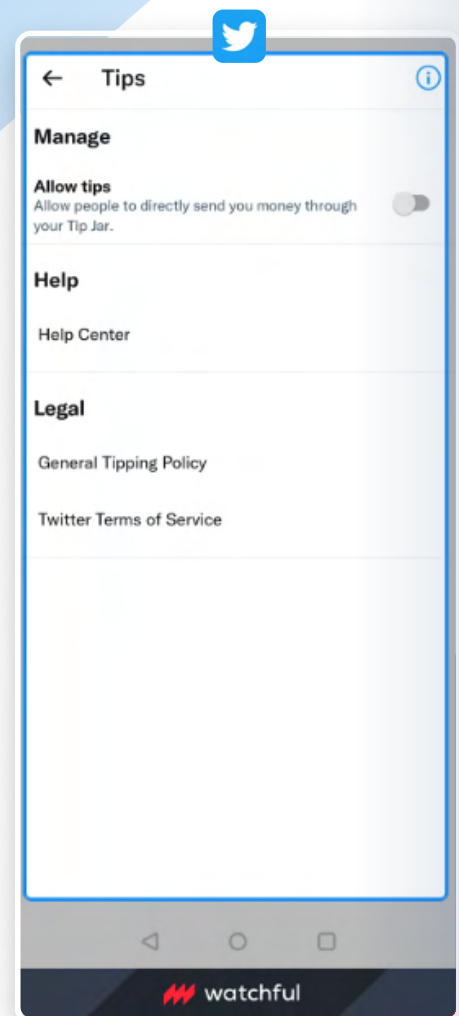 Tips
Manage
Allow tips
Allow people to directly send you money through
your Tip Jar.
Help
Help Center
Legal
General Tipping Policy
Twitter Terms of Service
watchful